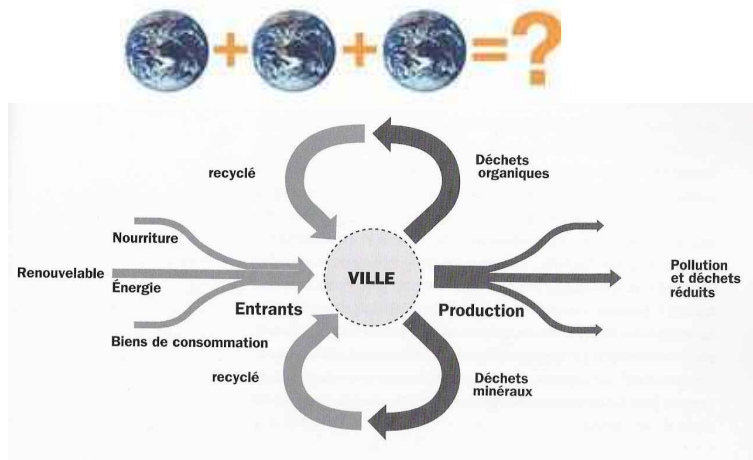 + + = ?
recyclé
Déchets
organiques
Nourriture
Renouvelable
Énergie
Entrants
Biens de consommation
VILLE
Production
Pollution
et déchets
réduits
recyclé
Déchets
minéraux